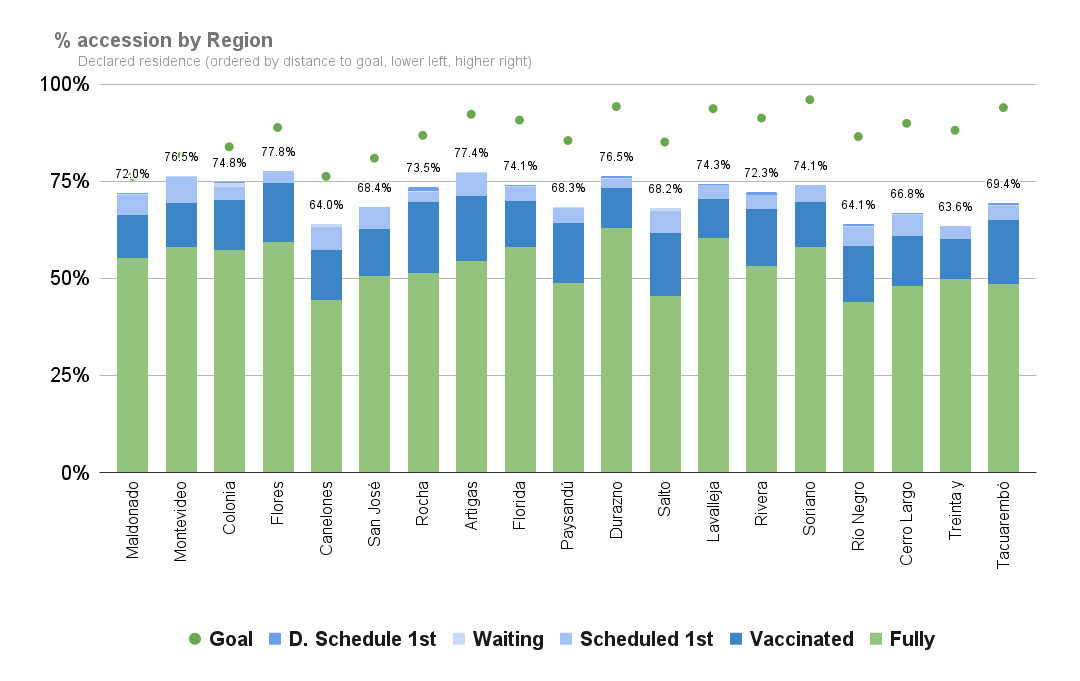 % accession by Region
Declared residence (ordered by distance to goal, lower left, higher right)
100%
75%
50%
25%
0%
72.0%
76.5%
74.8%
77.8%
64.0%
68.4%
73.5%
77.4%
74.1%
68.3%
76.5%
68.2%
74.3%
72.3%
74.1%
64.1%
66.8%
63.6%
69.4%
Maldonado
Montevideo
Colonia
Flores
Canelones
San José
Rocha
Artigas
Florida
Paysandú
Durazno
Salto
Lavalleja
Rivera
Soriano
Río Negro
Cerro Largo
Treinta y
Tacuarembó
Goal D. Schedule 1st Waiting Scheduled 1st Vaccinated Fully